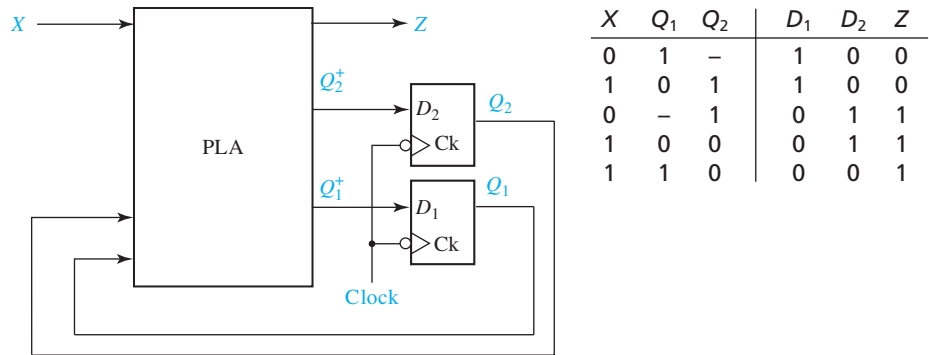 X
Z
PLA
Q₂⁺
D₂
Ck
Q₂
Q₁⁺
D₁
Ck
Q₁
Clock
X Q₁ Q₂ D₁ D₂ Z
0 1 – 1 0 0
1 0 1 1 0 0
0 – 1 0 1 1
1 0 0 0 1 1
1 1 0 0 0 1